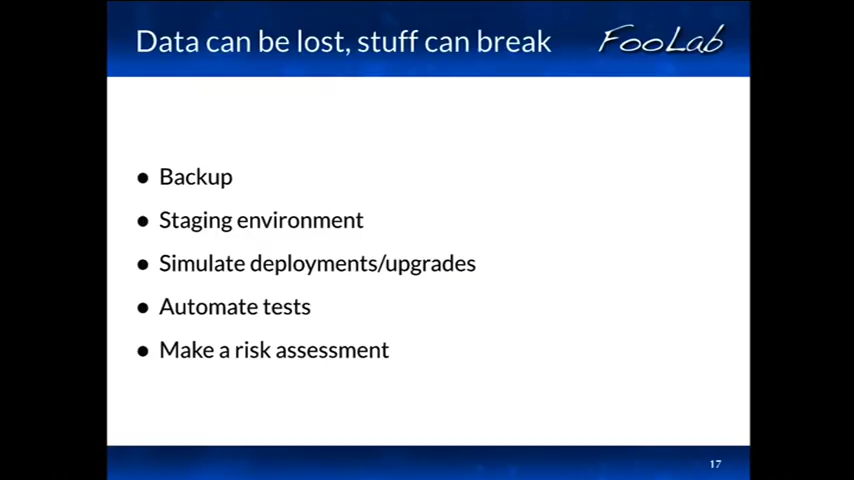 Data can be lost, stuff can break
FooLab
● Backup
● Staging environment
● Simulate deployments/upgrades
● Automate tests
● Make a risk assessment
17